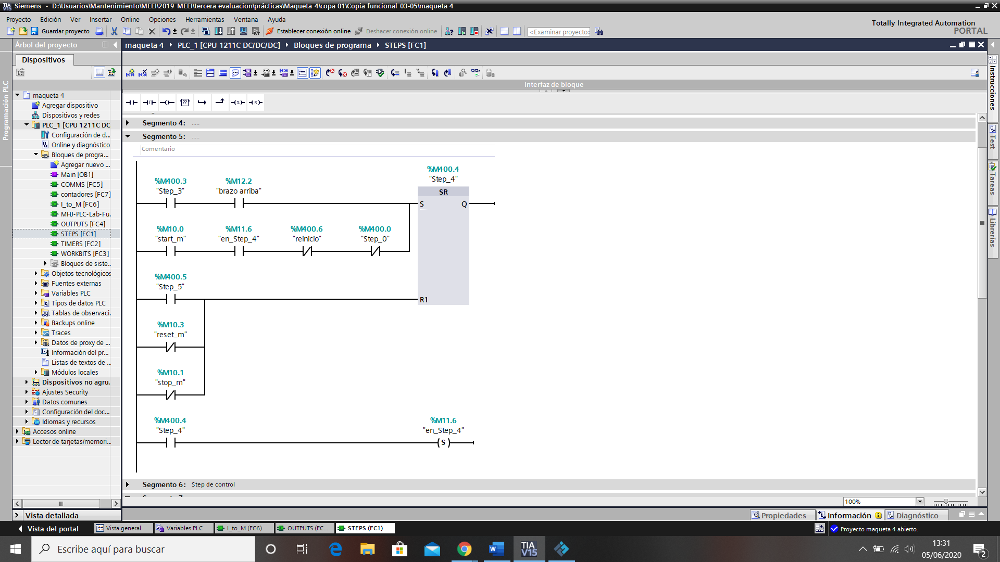 Siemens - D:\Usuarios\Mantenimiento\MEEI\2019 MEEI\tercera evaluacion\prácticas\Maqueta 4\copa 01\Copia funcional 03-05\maqueta 4
Proyecto Edición Ver Insertar Online Opciones Herramientas Ventana Ayuda
Totally Integrated Automation
PORTAL
Guardar proyecto
Establecer conexión online
Deshacer conexión online
<Examinar proyecto>
Árbol del proyecto
maqueta 4 PLC_1 [CPU 1211C DC/DC/DC] Bloques de programa STEPS [FC1]
Dispositivos
Programación PLC
maqueta 4
Agregar dispositivo
Dispositivos y redes
PLC_1 [CPU 1211C DC
Configuración de d...
Online y diagnóstico
Bloques de progra...
Agregar nuevo ...
Main [OB1]
COMMS [FC5]
contadores [FC7]
I_to_M [FC6]
MHJ-PLC-Lab-Fu.
OUTPUTS [FC4]
STEPS [FC1]
TIMERS [FC2]
WORKBITS [FC3]
Bloques de siste..
Objetos tecnológicos
Fuentes externas
Variables PLC
Tipos de datos PLC
Tablas de observaci.
Backups online
Traces
Datos de proxy de ...
Información del pr...
Listas de textos de ..
Módulos locales
Dispositivos no agru.
Ajustes Security
Datos comunes
Configuración del doc...
Idiomas y recursos
Accesos online
Lector de tarjetas/memori...
Vista detallada
Interfaz de bloque
Segmento 4: .....
Segmento 5: .....
Comentario
%M400.4
"Step_4"
%M400.3 %M12.2
"Step_3" "brazo arriba"
SR
S Q
%M10.0 %M11.6 %M400.6 %M400.0
"start_m" "en_Step_4" "reinicio" "Step_0"
%M400.5
"Step_5"
R1
%M10.3
"reset_m"
%M10.1
"stop_m"
%M400.4 %M11.6
"Step_4" "en_Step_4"
S
Segmento 6: Step de control
100%
Instrucciones
Test
Tareas
Librerías
Propiedades
Información
Diagnóstico
Vista del portal
Vista general
Variables PLC
I_to_M (FC6)
OUTPUTS (FC...
STEPS (FC1)
Proyecto maqueta 4 abierto.
Escribe aquí para buscar
TIA
V15
13:31
05/06/2020
2